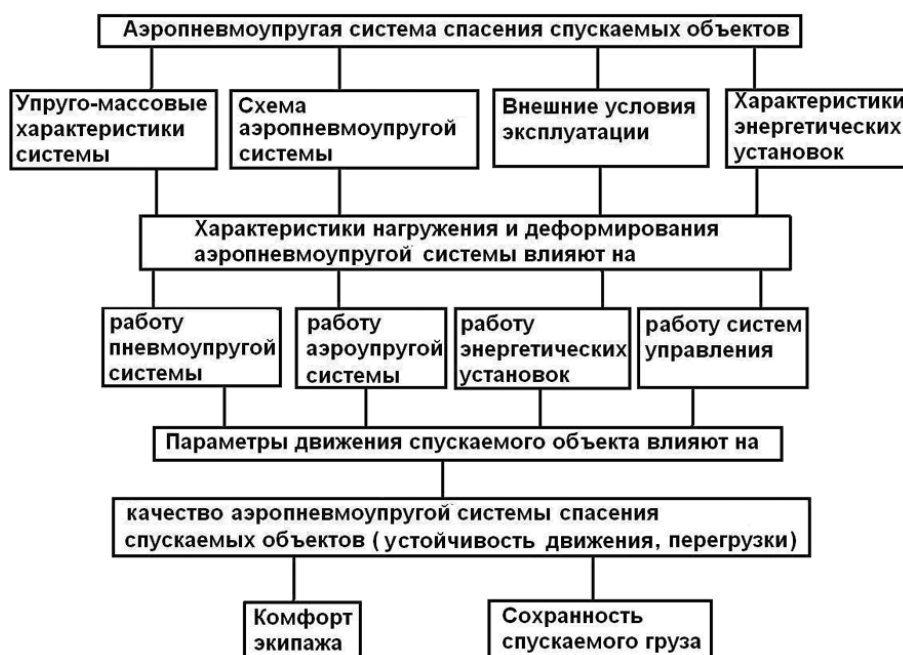 Аэропневмоупругая система спасения спускаемых объектов
Упруго-массовые
характеристики
системы
Схема
аэропневмоупругой
системы
Внешние условия
эксплуатации
Характеристики
энергетических
установок
Характеристики нагружения и деформирования
аэропневмоупругой системы влияют на
работу
пневмоупругой
системы
работу
аэроупругой
системы
работу
энергетических
установок
работу систем
управления
Параметры движения спускаемого объекта влияют на
качество аэропневмоупругой системы спасения
спускаемых объектов (устойчивость движения, перегрузки)
Комфорт
экипажа
Сохранность
спускаемого груза